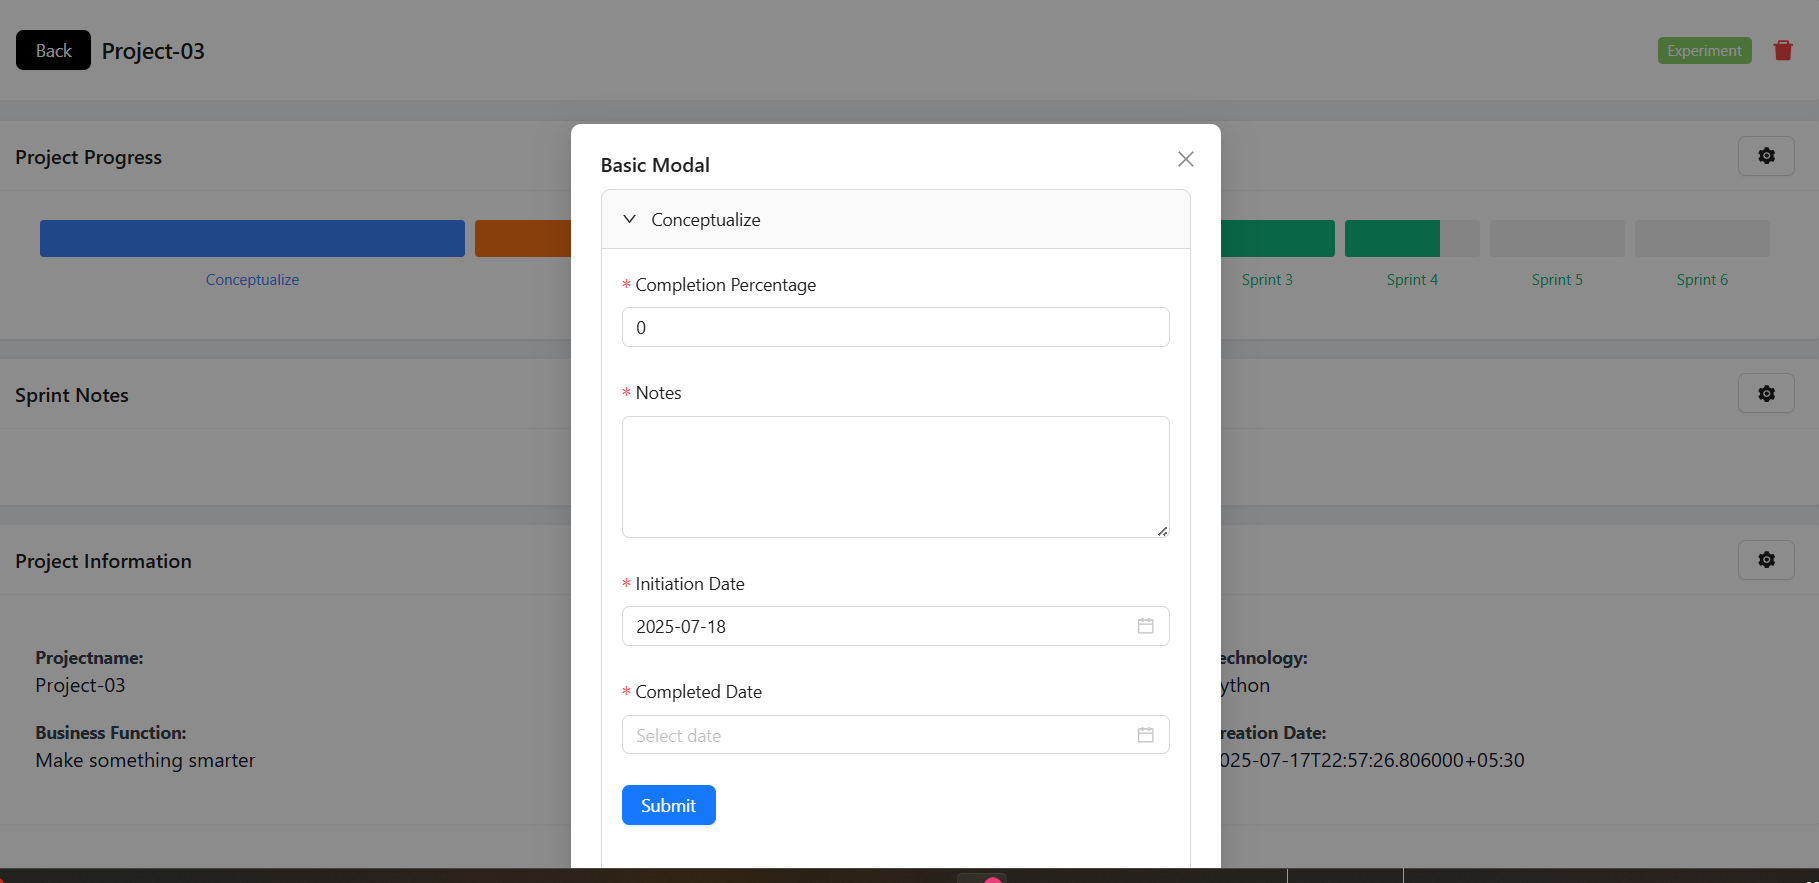 Back
Project-03
Experiment
Project Progress
Conceptualize
Sprint 3
Sprint 4
Sprint 5
Sprint 6
Sprint Notes
Project Information
Projectname:
Project-03
Business Function:
Make something smarter
echnology:
ython
reation Date:
025-07-17T22:57:26.806000+05:30
Basic Modal
Conceptualize
* Completion Percentage
0
* Notes
* Initiation Date
2025-07-18
* Completed Date
Select date
Submit